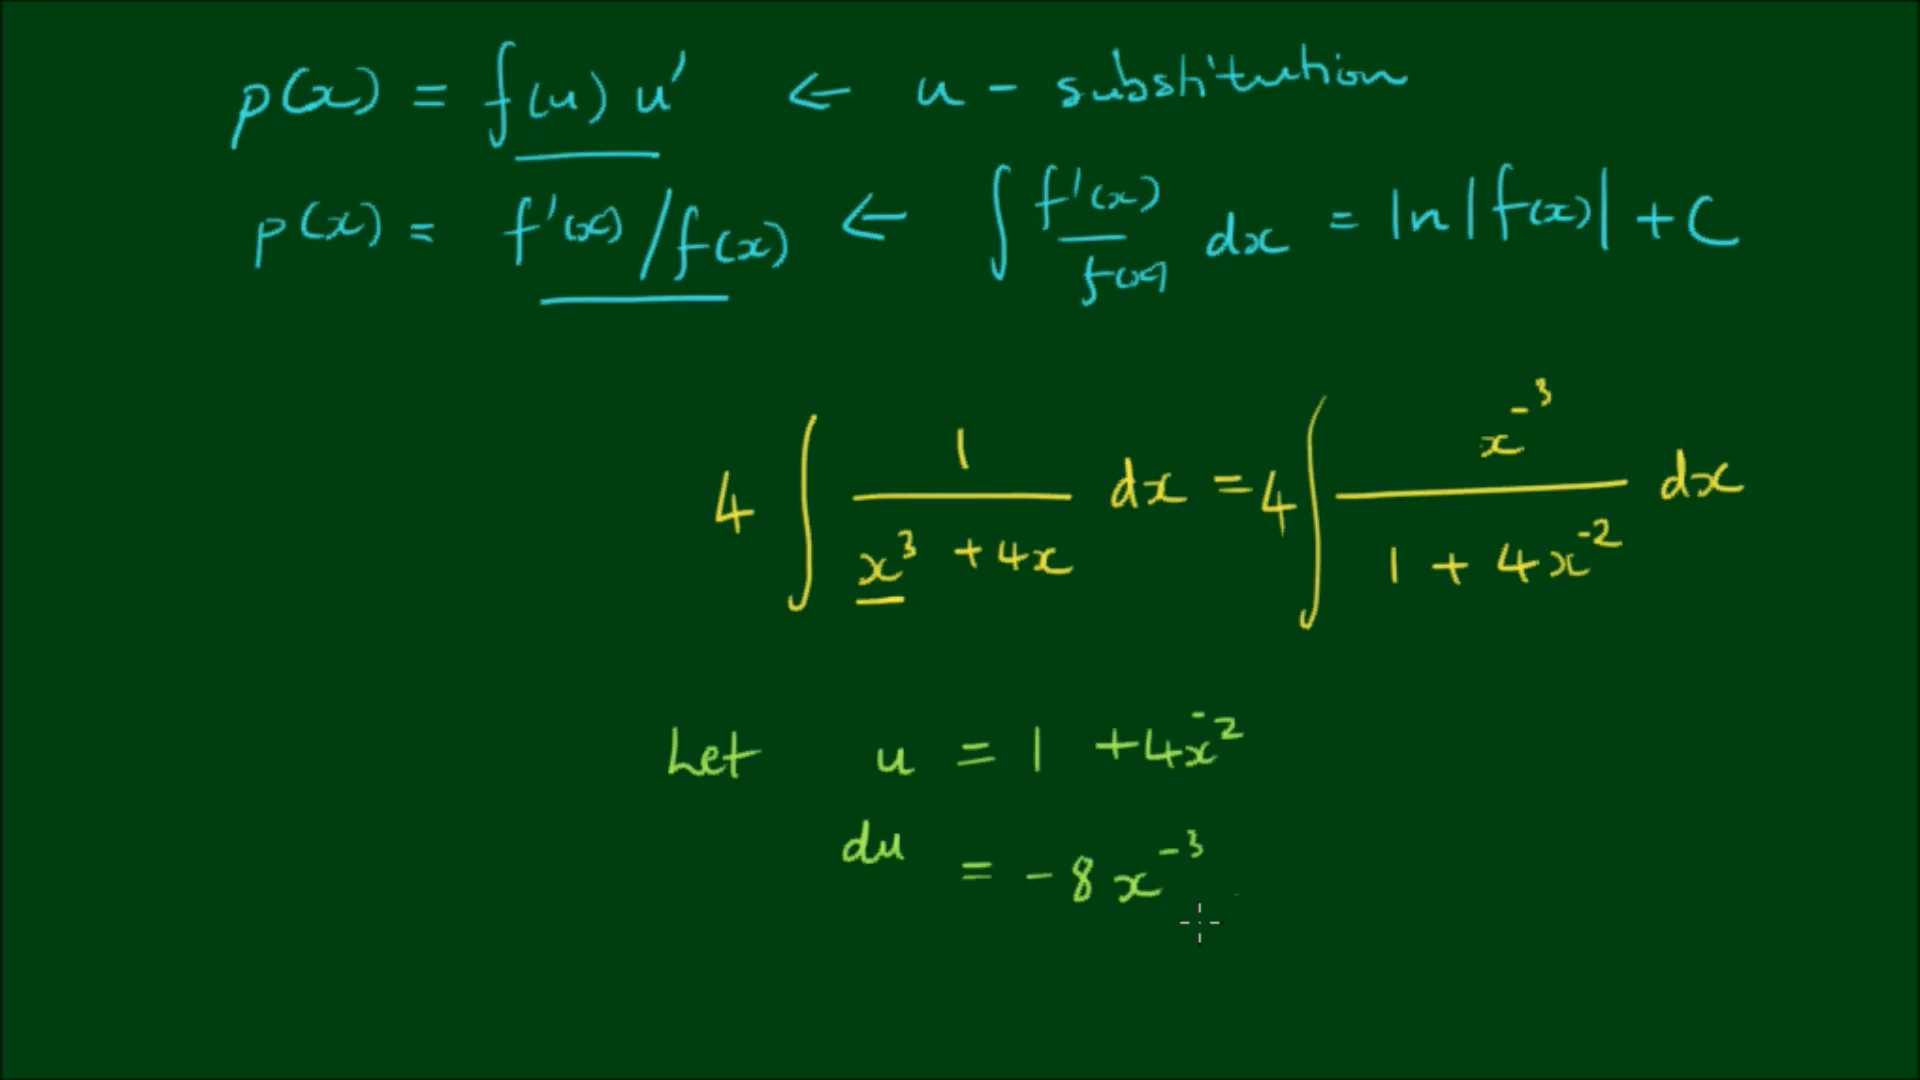 p(x) = f(u) u' ← u - substitution
p(x) = f'(x)/f(x) ← ∫ f'(x)/f(x) dx = ln|f(x)| + C
4 ∫ 1/(x³ + 4x) dx = 4 ∫ x⁻³/(1 + 4x⁻²) dx
Let u = 1 + 4x⁻²
du = -8x⁻³